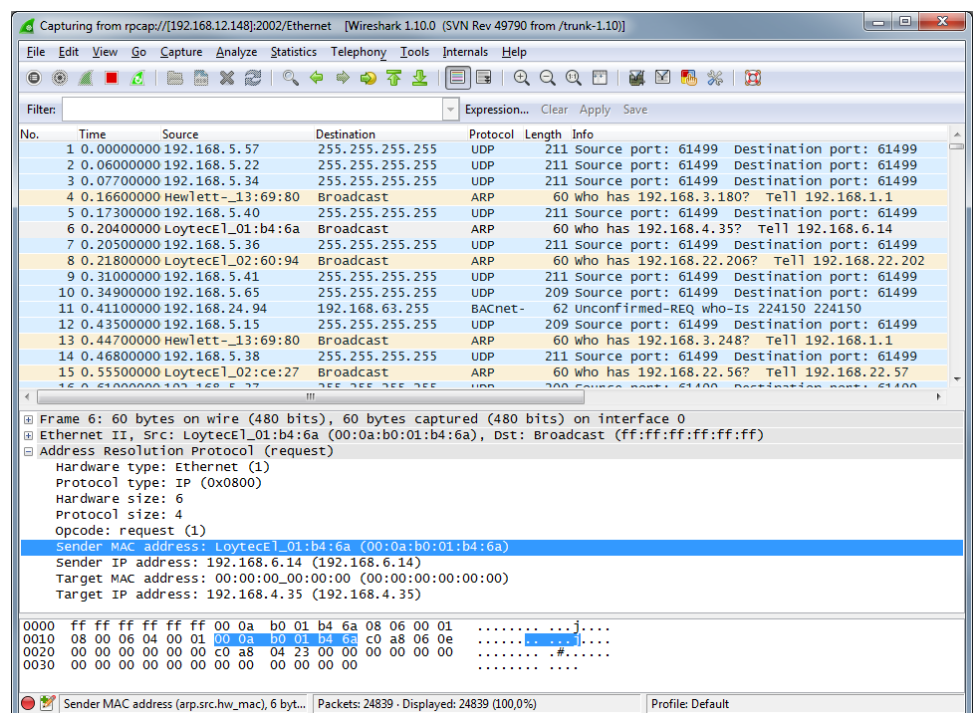 Capturing from rpcap://[192.168.12.148]:2002/Ethernet [Wireshark 1.10.0 (SVN Rev 49790 from /trunk-1.10)]
File Edit View Go Capture Analyze Statistics Telephony Tools Internals Help
Filter: Expression... Clear Apply Save
No. Time Source Destination Protocol Length Info
1 0.00000000 192.168.5.57 255.255.255.255 UDP 211 Source port: 61499 Destination port: 61499
2 0.06000000 192.168.5.22 255.255.255.255 UDP 211 Source port: 61499 Destination port: 61499
3 0.07700000 192.168.5.34 255.255.255.255 UDP 211 Source port: 61499 Destination port: 61499
4 0.16600000 Hewlett-_13:69:80 Broadcast ARP 60 Who has 192.168.3.180? Tell 192.168.1.1
5 0.17300000 192.168.5.40 255.255.255.255 UDP 211 Source port: 61499 Destination port: 61499
6 0.20400000 LoytecEl_01:b4:6a Broadcast ARP 60 Who has 192.168.4.35? Tell 192.168.6.14
7 0.20500000 192.168.5.36 255.255.255.255 UDP 211 Source port: 61499 Destination port: 61499
8 0.21800000 LoytecEl_02:60:94 Broadcast ARP 60 Who has 192.168.22.206? Tell 192.168.22.202
9 0.31000000 192.168.5.41 255.255.255.255 UDP 211 Source port: 61499 Destination port: 61499
10 0.34900000 192.168.5.65 255.255.255.255 UDP 209 Source port: 61499 Destination port: 61499
11 0.41100000 192.168.24.94 192.168.63.255 BACnet- 62 Unconfirmed-REQ who-Is 224150 224150
12 0.43500000 192.168.5.15 255.255.255.255 UDP 209 Source port: 61499 Destination port: 61499
13 0.44700000 Hewlett-_13:69:80 Broadcast ARP 60 Who has 192.168.3.248? Tell 192.168.1.1
14 0.46800000 192.168.5.38 255.255.255.255 UDP 211 Source port: 61499 Destination port: 61499
15 0.55500000 LoytecEl_02:ce:27 Broadcast ARP 60 Who has 192.168.22.56? Tell 192.168.22.57
Frame 6: 60 bytes on wire (480 bits), 60 bytes captured (480 bits) on interface 0
Ethernet II, Src: LoytecEl_01:b4:6a (00:0a:b0:01:b4:6a), Dst: Broadcast (ff:ff:ff:ff:ff:ff)
Address Resolution Protocol (request)
Hardware type: Ethernet (1)
Protocol type: IP (0x0800)
Hardware size: 6
Protocol size: 4
Opcode: request (1)
Sender MAC address: LoytecEl_01:b4:6a (00:0a:b0:01:b4:6a)
Sender IP address: 192.168.6.14 (192.168.6.14)
Target MAC address: 00:00:00_00:00:00 (00:00:00:00:00:00)
Target IP address: 192.168.4.35 (192.168.4.35)
0000 ff ff ff ff ff ff 00 0a b0 01 b4 6a 08 06 00 01 ........ ...j....
0010 08 00 06 04 00 01 00 0a b0 01 b4 6a c0 a8 06 0e ........ ...j....
0020 00 00 00 00 00 00 c0 a8 04 23 00 00 00 00 00 00 ........ .#......
0030 00 00 00 00 00 00 00 00 00 00 00 00 ........ ....
Sender MAC address (arp.src.hw_mac), 6 byt... Packets: 24839 · Displayed: 24839 (100,0%) Profile: Default